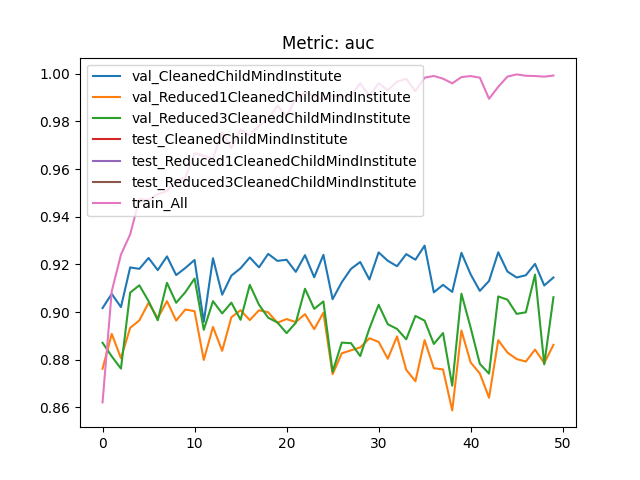 Metric: auc
val_CleanedChildMindInstitute
val_Reduced1CleanedChildMindInstitute
val_Reduced3CleanedChildMindInstitute
test_CleanedChildMindInstitute
test_Reduced1CleanedChildMindInstitute
test_Reduced3CleanedChildMindInstitute
train_All
1.00
0.98
0.96
0.94
0.92
0.90
0.88
0.86
0 10 20 30 40 50